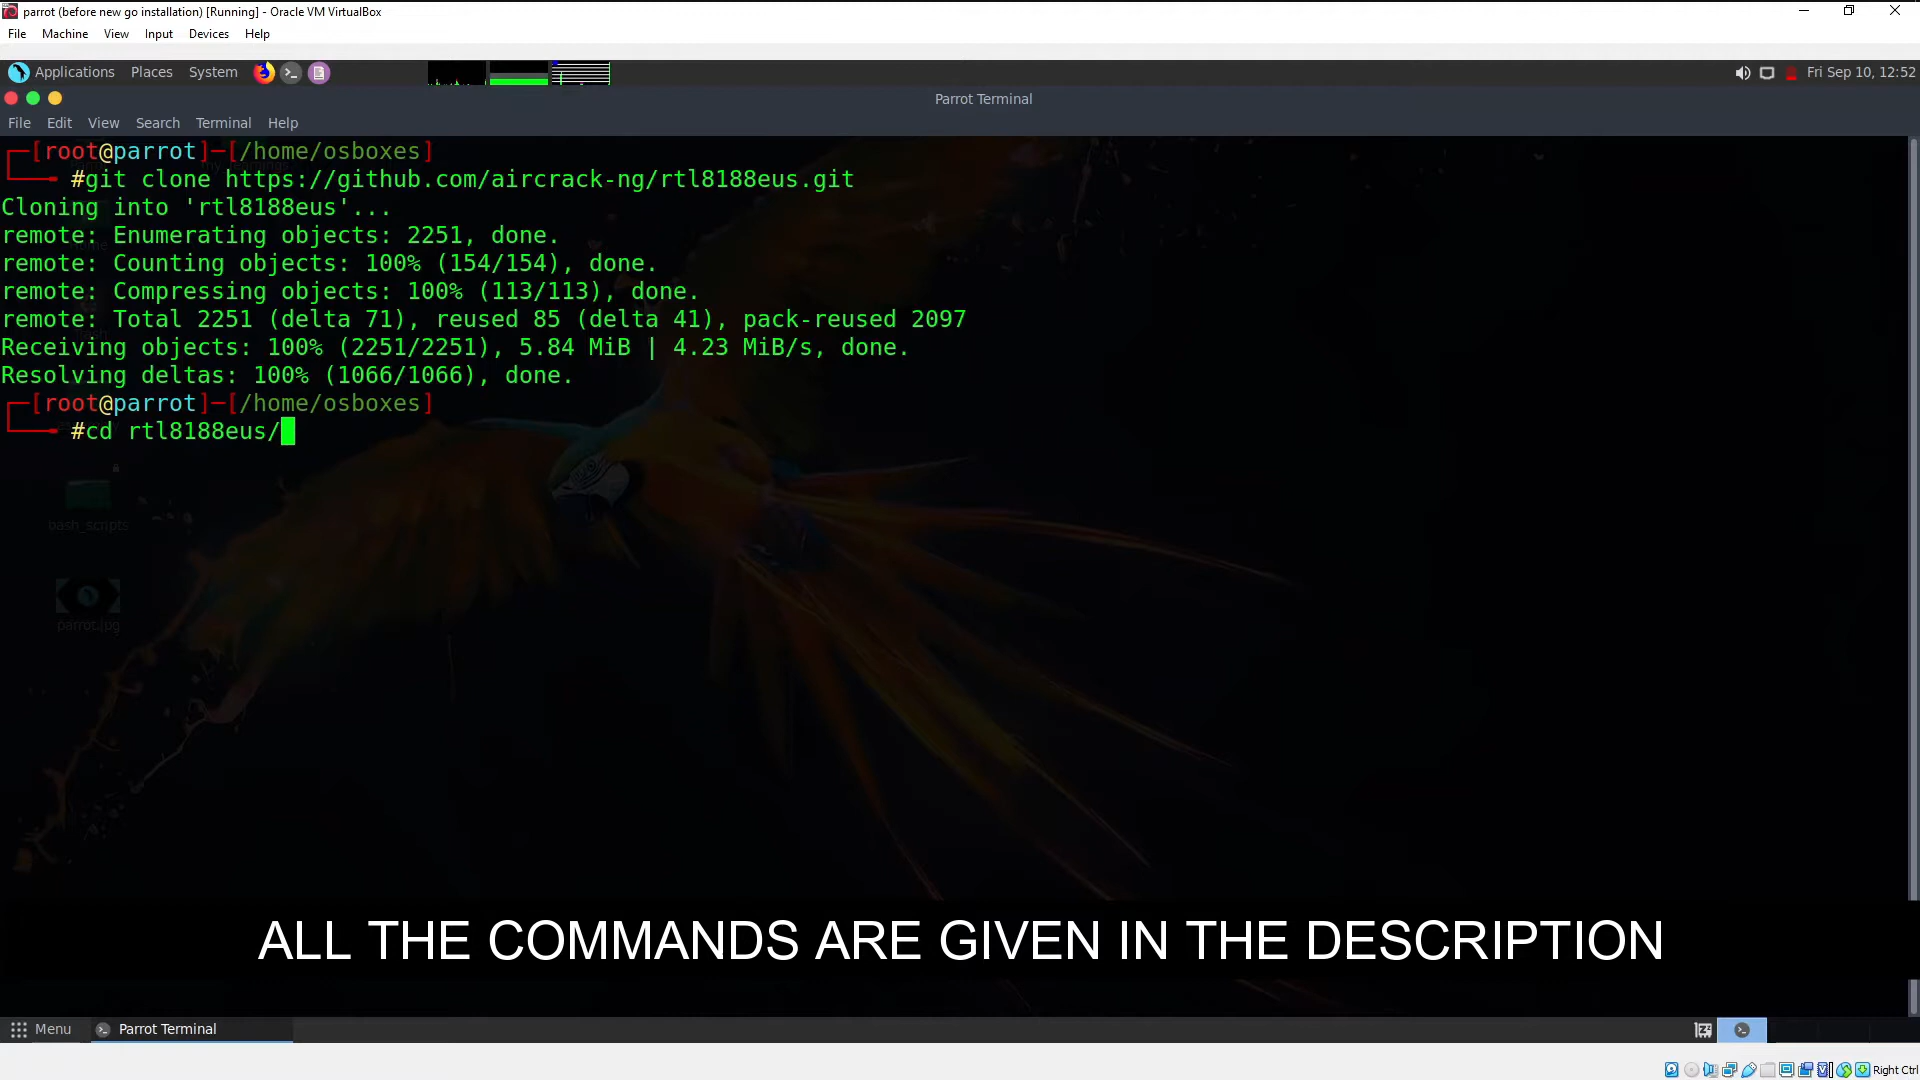 parrot (before new go installation) [Running] - Oracle VM VirtualBox
File Machine View Input Devices Help
Applications Places System
Fri Sep 10, 12:52
Parrot Terminal
File Edit View Search Terminal Help
[root@parrot]─[/home/osboxes]
#git clone https://github.com/aircrack-ng/rtl8188eus.git
Cloning into 'rtl8188eus'...
remote: Enumerating objects: 2251, done.
remote: Counting objects: 100% (154/154), done.
remote: Compressing objects: 100% (113/113), done.
remote: Total 2251 (delta 71), reused 85 (delta 41), pack-reused 2097
Receiving objects: 100% (2251/2251), 5.84 MiB | 4.23 MiB/s, done.
Resolving deltas: 100% (1066/1066), done.
[root@parrot]─[/home/osboxes]
#cd rtl8188eus/
bash_scripts
parrot.jpg
ALL THE COMMANDS ARE GIVEN IN THE DESCRIPTION
Menu Parrot Terminal
Right Ctrl